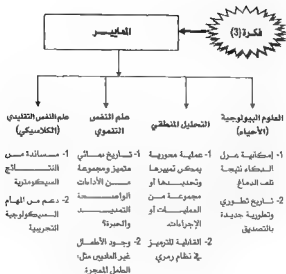 فكرة (3)
المعايير
العلوم البيولوجية
(الأحياء)
1- إمكانية عزل
الذكاء نتيجة
تلف الدماغ
2- تاريخ تطوري
وتطورية جديدة
بالتصديق
التحليل المنطقي
1- عملية محورية
يمكن تمييزها
وتحديدها أو
مجموعة من
العمليات أو
الإجراءات.
2- القابلية للترميز
في نظام رمزي
علم النفس
التنموي
1- تاريخ نمائي
متميز ومجموعة
من الأداءات
الواضحة
التمديد
والخبرة؟
2- وجود الأطفال
غير العاديين مثل:
الطفل المعجزة
علم النفس التقليدي
(الكلاسيكي)
1- مساندة من
النتائج
السيكومترية
2- دعم من المهام
السيكولوجية
التجريبية